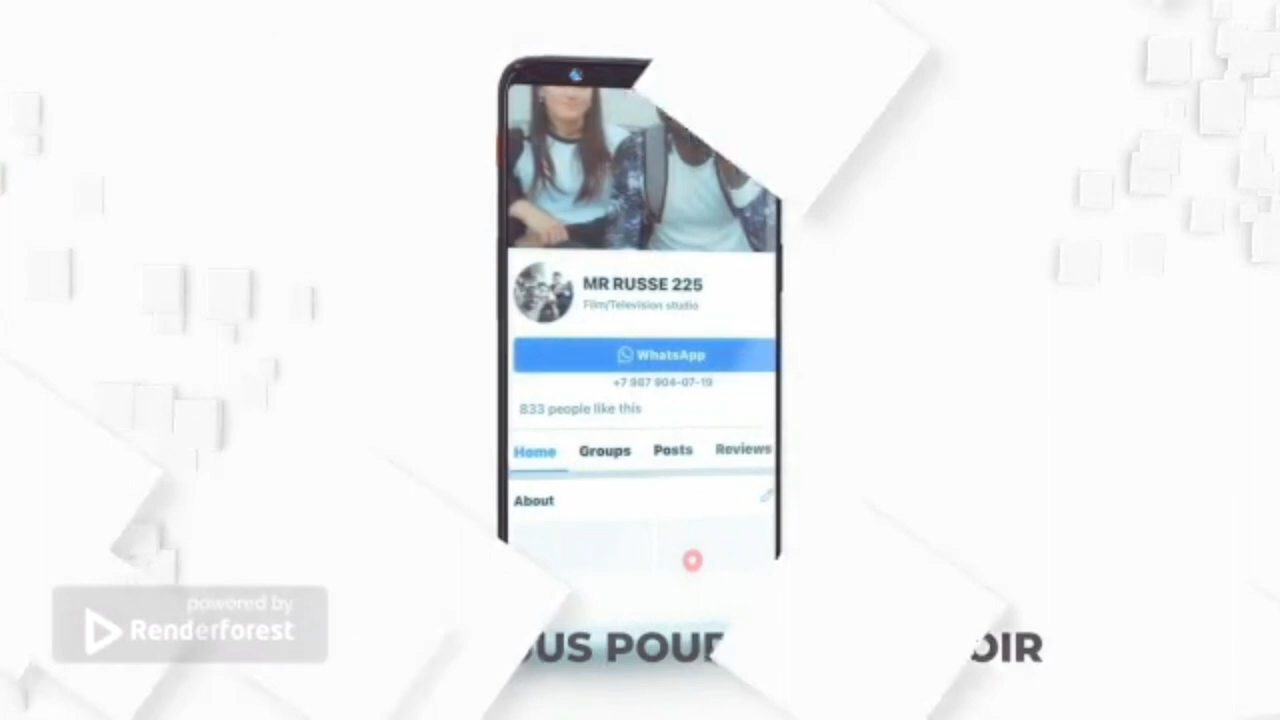 MR RUSSE 225
Film/Television studio
WhatsApp
+7 987 904-07-19
833 people like this
Home Groups Posts Reviews
About
powered by
Renderforest
OUS POUR OIR